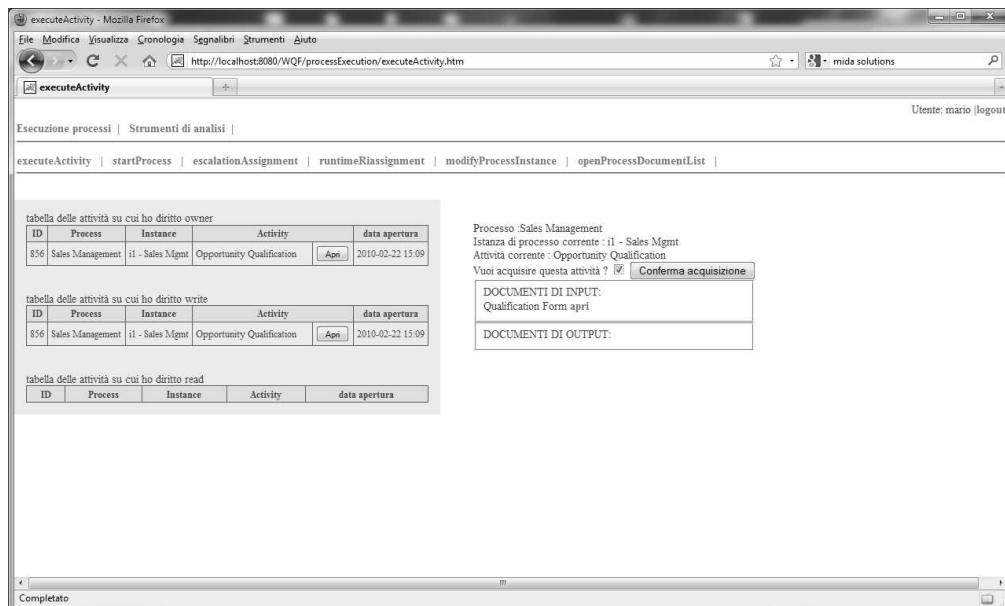 executeActivity - Mozilla Firefox
File Modifica Visualizza Cronologia Segnalibri Strumenti Aiuto
http://localhost:8080/WQF/processExecution/executeActivity.htm
mida solutions
executeActivity
Utente: mario |logout
Esecuzione processi | Strumenti di analisi |
executeActivity | startProcess | escalationAssignment | runtimeRiassignment | modifyProcessInstance | openProcessDocumentList |
tabella delle attività su cui ho diritto owner
ID Process Instance Activity data apertura
856 Sales Management i1 - Sales Mgmt Opportunity Qualification Apri 2010-02-22 15:09
tabella delle attività su cui ho diritto write
ID Process Instance Activity data apertura
856 Sales Management i1 - Sales Mgmt Opportunity Qualification Apri 2010-02-22 15:09
tabella delle attività su cui ho diritto read
ID Process Instance Activity data apertura
Processo :Sales Management
Istanza di processo corrente : i1 - Sales Mgmt
Attività corrente : Opportunity Qualification
Vuoi acquisire questa attività ? Conferma acquisizione
DOCUMENTI DI INPUT:
Qualification Form apri
DOCUMENTI DI OUTPUT:
Completato